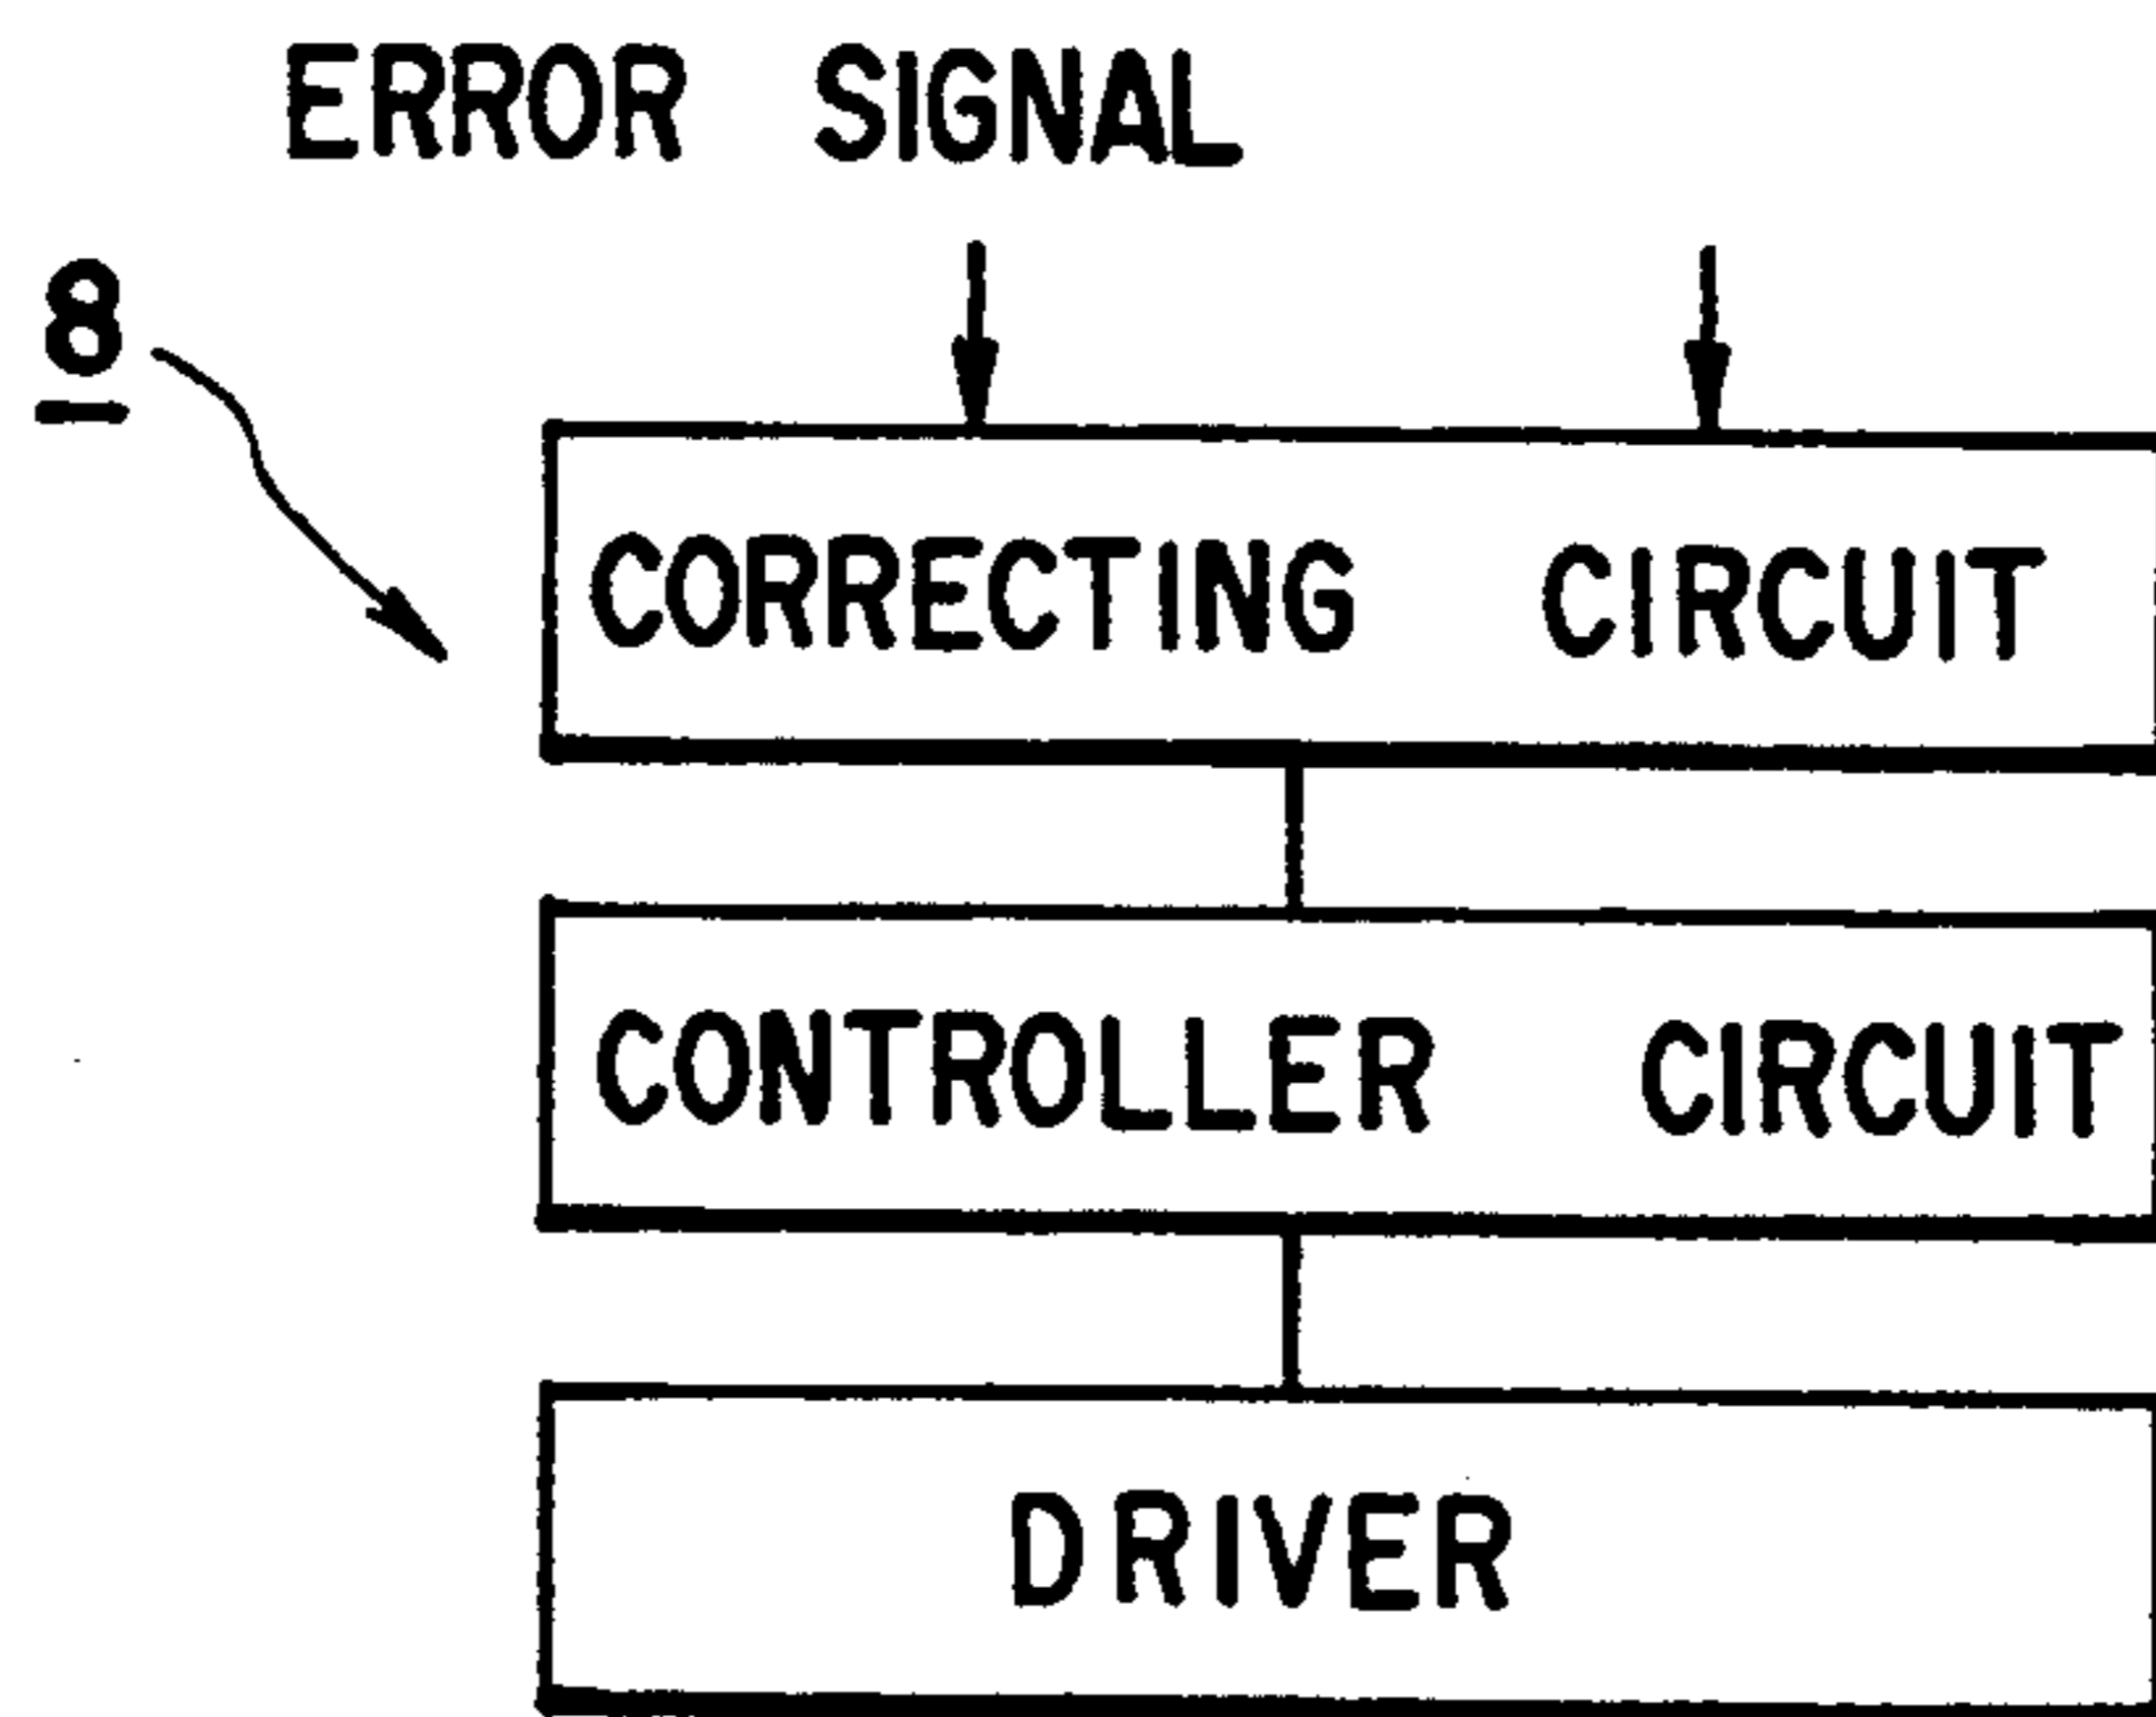 ERROR SIGNAL
8
CORRECTING CIRCUIT
CONTROLLER CIRCUIT
DRIVER